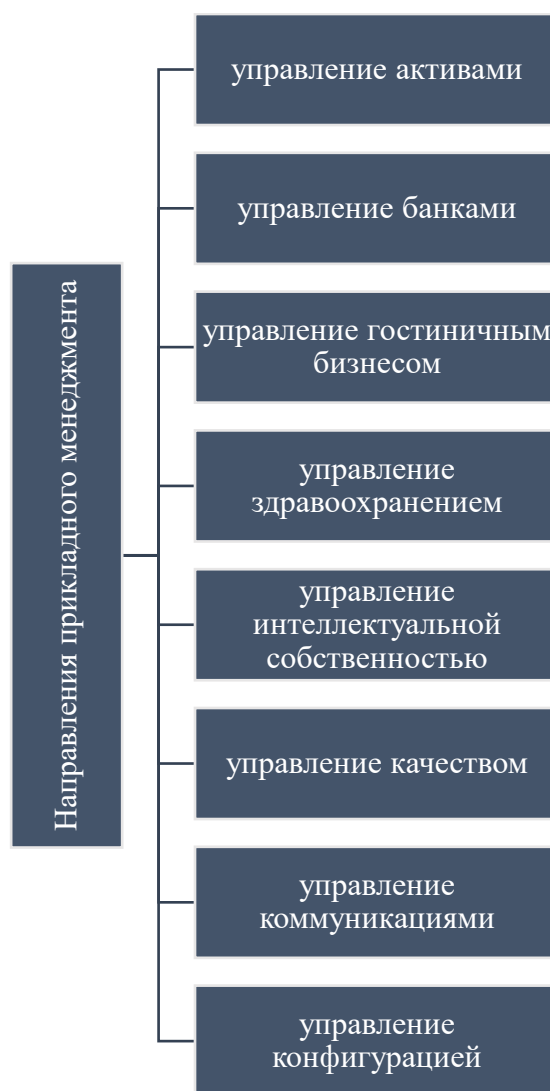 Направления прикладного менеджмента
управление активами
управление банками
управление гостиничным
бизнесом
управление
здравоохранением
управление
интеллектуальной
собственностью
управление качеством
управление
коммуникациями
управление
конфигурацией